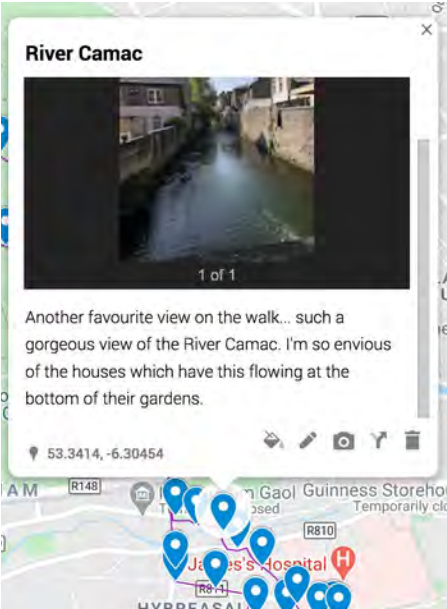 River Camac
1 of 1
Another favourite view on the walk... such a
gorgeous view of the River Camac. I'm so envious
of the houses which have this flowing at the
bottom of their gardens.
53.3414, -6.30454
R148
Gaol
Guinness Storeho
Temporarily clo
R810
Hospital
H
R811